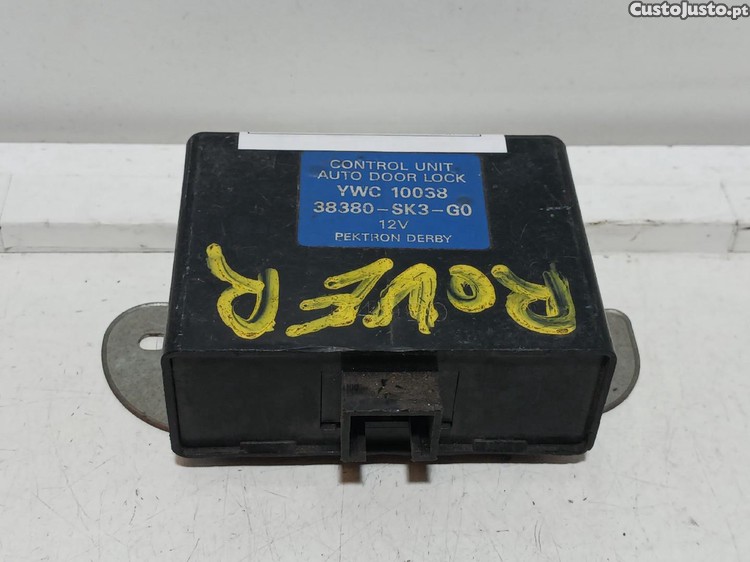 CustoJusto.pt
CONTROL UNIT
AUTO DOOR LOCK
YWC 10038
38380-SK3-G0
12V
PEKTRON DERBY
ROVER